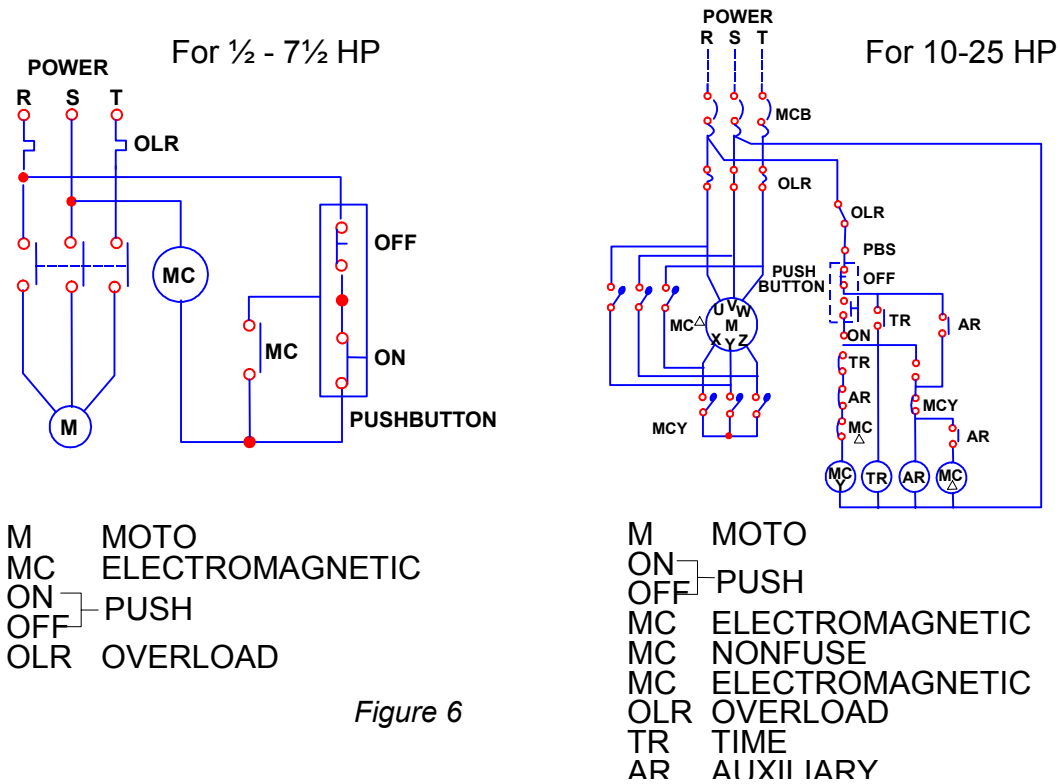 For ½ - 7½ HP
POWER
R S T
OLR
OFF
MC
MC
ON
PUSHBUTTON
M
M MOTO
MC ELECTROMAGNETIC
ON
PUSH
OFF
OLR OVERLOAD
Figure 6
POWER
R S T
For 10-25 HP
MCB
OLR
OLR
PBS
PUSH
BUTTON
OFF
TR
AR
ON
MC△
U V W
M
X Y Z
TR
AR
MCY
MC
△
AR
MCY
MC
Y
TR
AR
MC
△
M MOTO
ON
PUSH
OFF
MC ELECTROMAGNETIC
MC NONFUSE
MC ELECTROMAGNETIC
OLR OVERLOAD
TR TIME
AR AUXILIARY